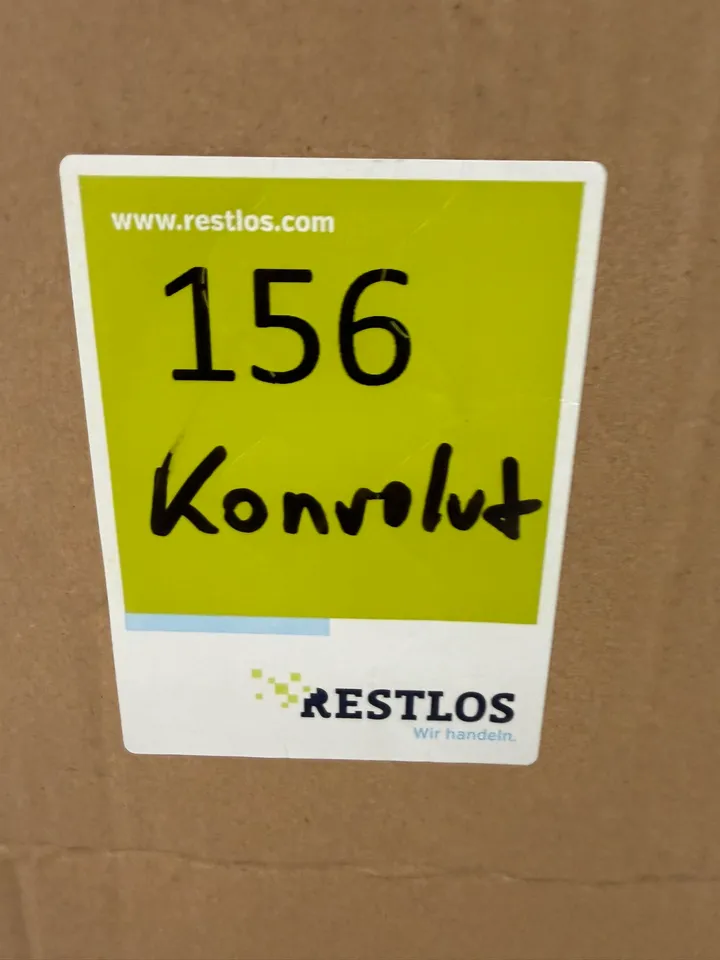 www.restlos.com
156
Konvolut
RESTLOS
Wir handeln.